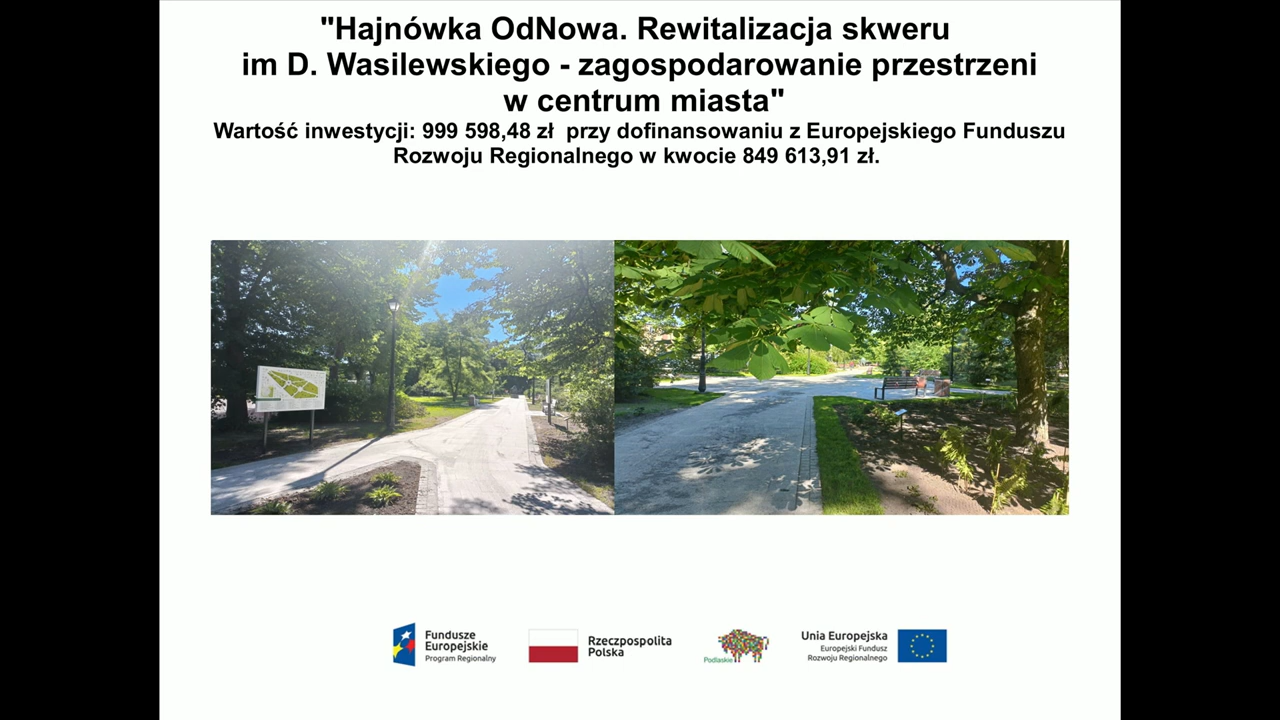 "Hajnówka OdNowa. Rewitalizacja skweru
im D. Wasilewskiego - zagospodarowanie przestrzeni
w centrum miasta"
Wartość inwestycji: 999 598,48 zł  przy dofinansowaniu z Europejskiego Funduszu
Rozwoju Regionalnego w kwocie 849 613,91 zł.
Fundusze
Europejskie
Program Regionalny
Rzeczpospolita
Polska
Podlaskie
Unia Europejska
Europejski Fundusz
Rozwoju Regionalnego